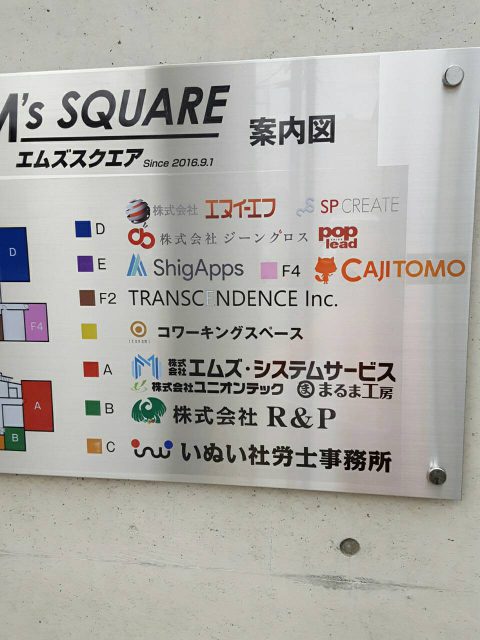 M's SQUARE
エムズスクエア Since 2016.9.1
案内図
D 株式会社 エヌイーエフ SP CREATE
株式会社 ジーングロス pop lead
E ShigApps F4 CAJITOMO
F2 TRANSCENDENCE Inc.
コワーキングスペース
A 株式会社 エムズ・システムサービス
株式会社ユニオンテック まるま工房
B 株式会社 R&P
C いぬい社労士事務所
D
F4
A
B